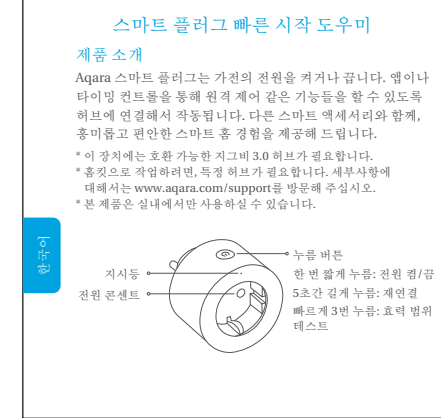 스마트 플러그 빠른 시작 도우미
제품 소개
Aqara 스마트 플러그는 가전의 전원을 켜거나 끕니다. 앱이나
타이밍 컨트롤을 통해 원격 제어 같은 기능들을 할 수 있도록
허브에 연결해서 작동됩니다. 다른 스마트 액세서리와 함께,
흥미롭고 편안한 스마트 홈 경험을 제공해 드립니다.
* 이 장치에는 호환 가능한 지그비 3.0 허브가 필요합니다.
* 홈킷으로 작업하려면, 특정 허브가 필요합니다. 세부사항에
대해서는 www.aqara.com/support를 방문해 주십시오.
* 본 제품은 실내에서만 사용하실 수 있습니다.
한국어
지시등
전원 콘센트
누름 버튼
한 번 짧게 누름: 전원 켬/끔
5초간 길게 누름: 재연결
빠르게 3번 누름: 효력 범위
테스트